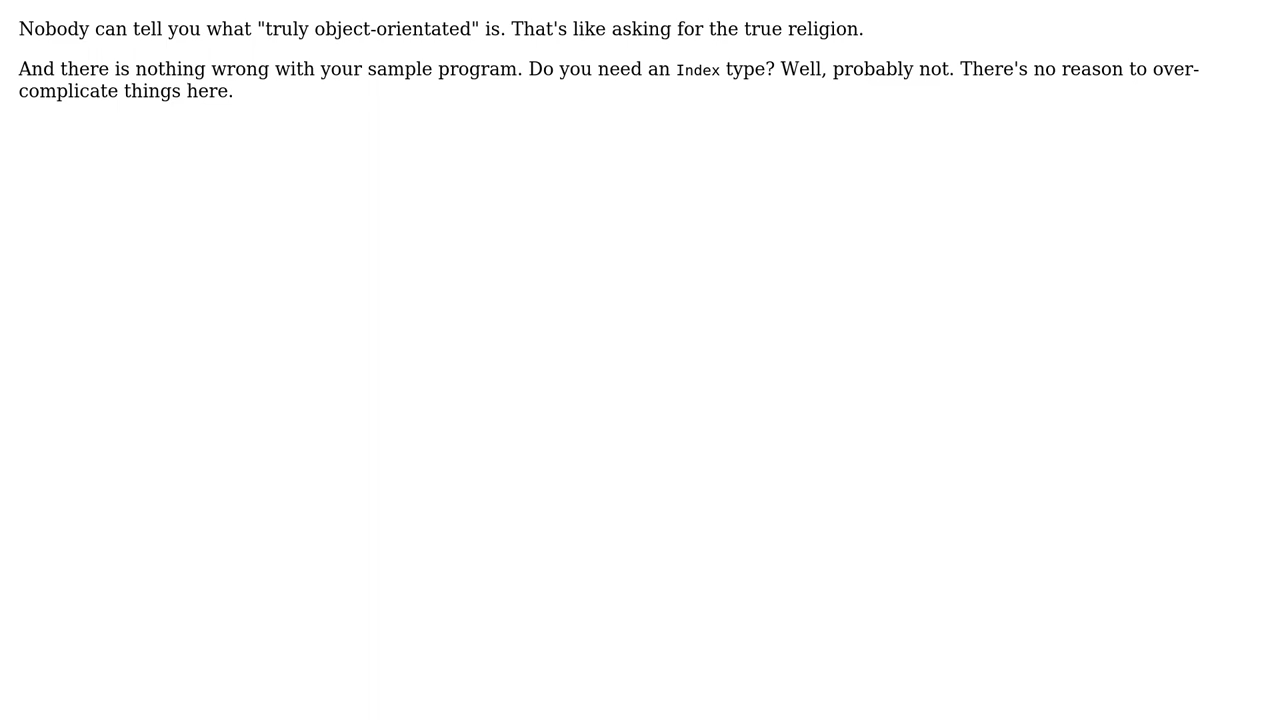 Nobody can tell you what "truly object-orientated" is. That's like asking for the true religion.
And there is nothing wrong with your sample program. Do you need an Index type? Well, probably not. There's no reason to over-
complicate things here.